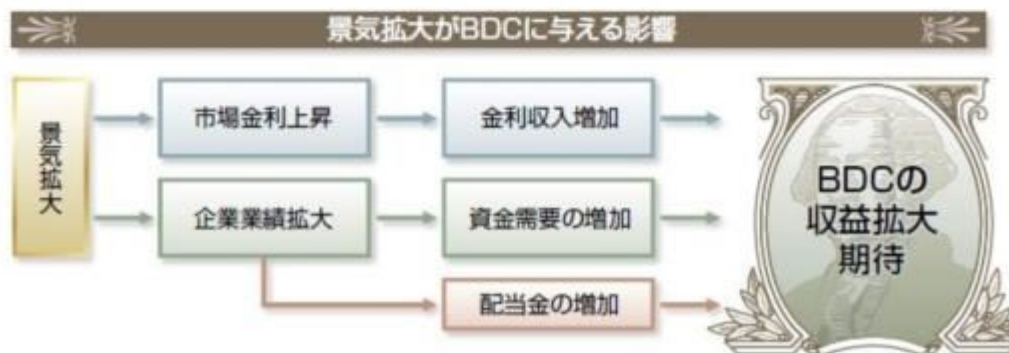 景気拡大がBDCに与える影響
景気拡大
市場金利上昇
金利収入増加
企業業績拡大
資金需要の増加
配当金の増加
BDCの
収益拡大
期待